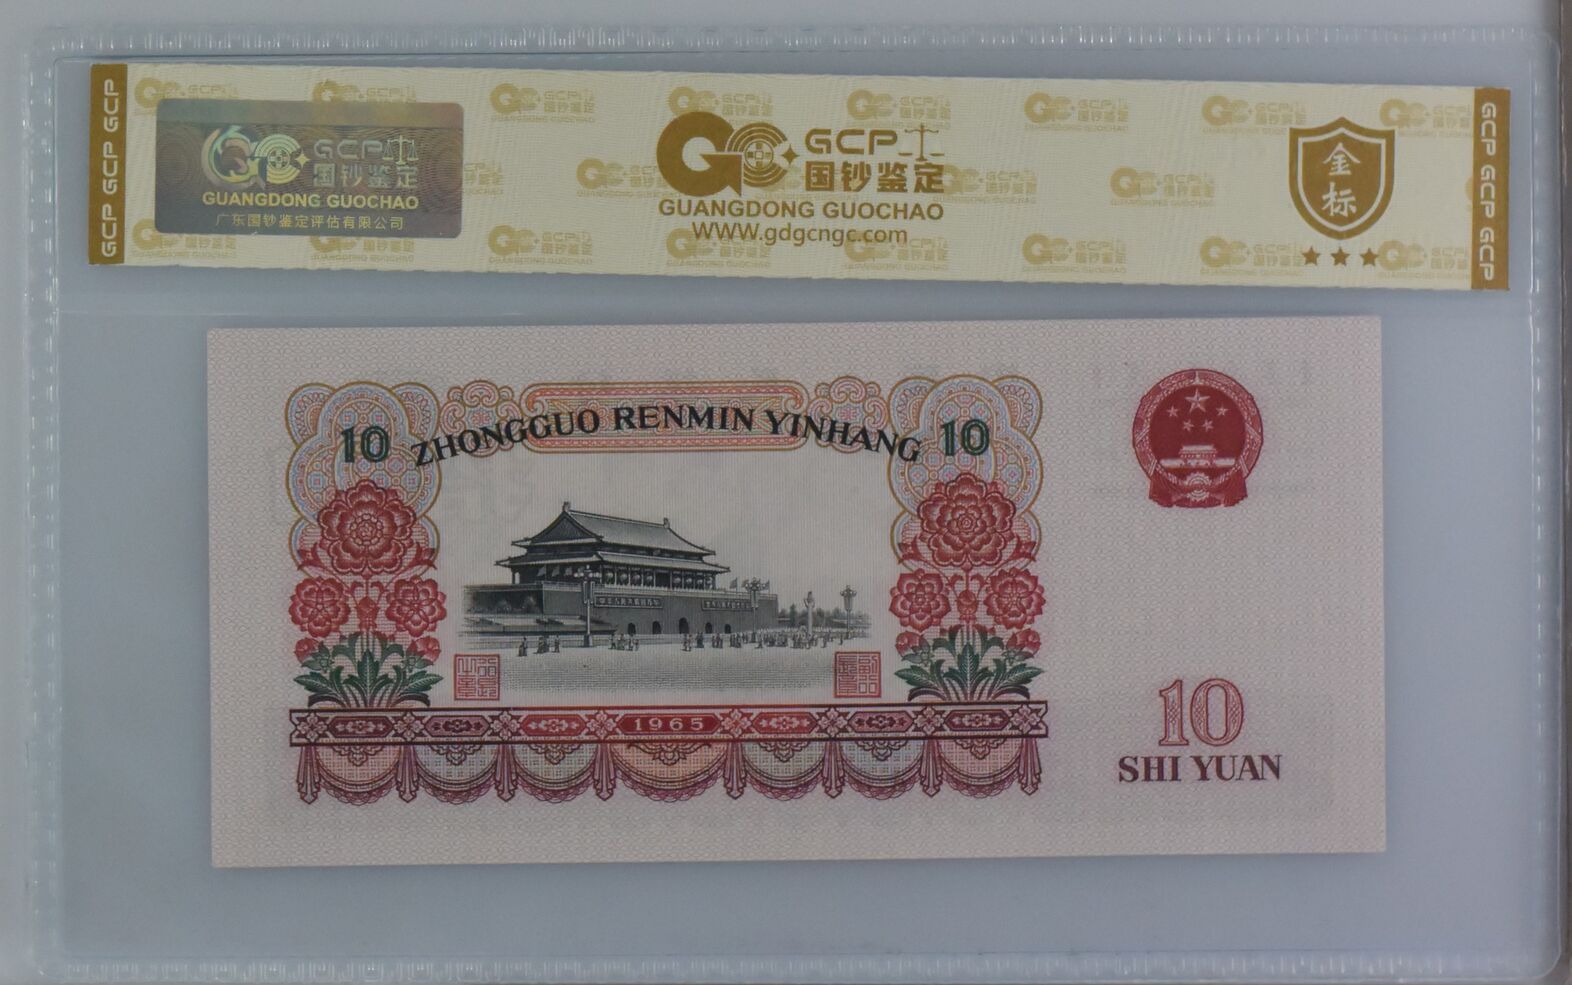 GCP GCP GCP
GCP
国钞鉴定
GUANGDONG GUOCHAO
广东国钞鉴定评估有限公司
GCP
国钞鉴定
GUANGDONG GUOCHAO
www.gdgcngc.com
金
标
GCP GCP GCP
10 ZHONGGUO RENMIN YINHANG 10
1965
10
SHI YUAN